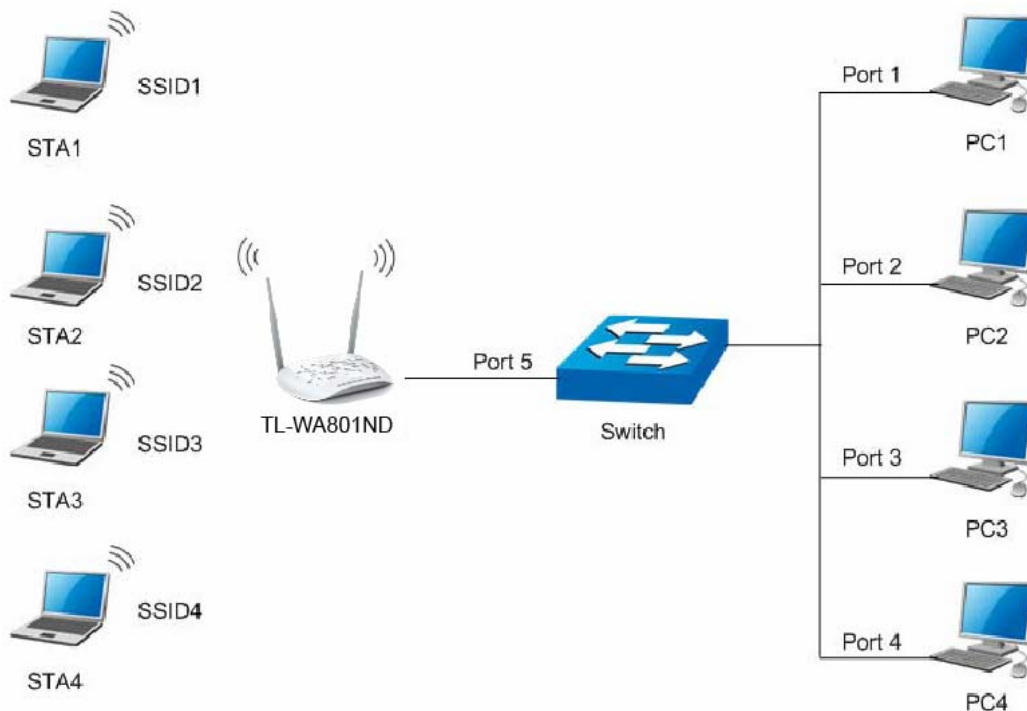 SSID1
STA1
SSID2
STA2
SSID3
STA3
SSID4
STA4
TL-WA801ND
Port 5
Switch
Port 1
PC1
Port 2
PC2
Port 3
PC3
Port 4
PC4